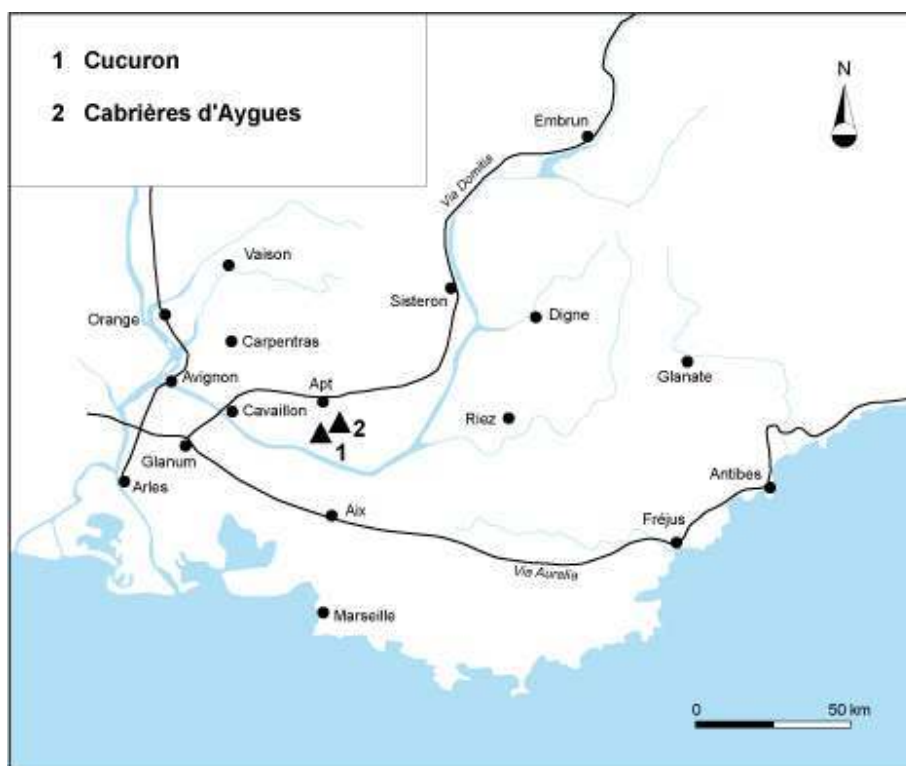 1 Cucuron
2 Cabrières d'Aygues
N
Embrun
Via Domitia
Vaison
Sisteron
Orange
Digne
Carpentras
Glanate
Avignon
Apt
Cavaillon
Riez
2
1
Glanum
Arles
Antibes
Aix
Fréjus
Via Aurelia
Marseille
0 50 km